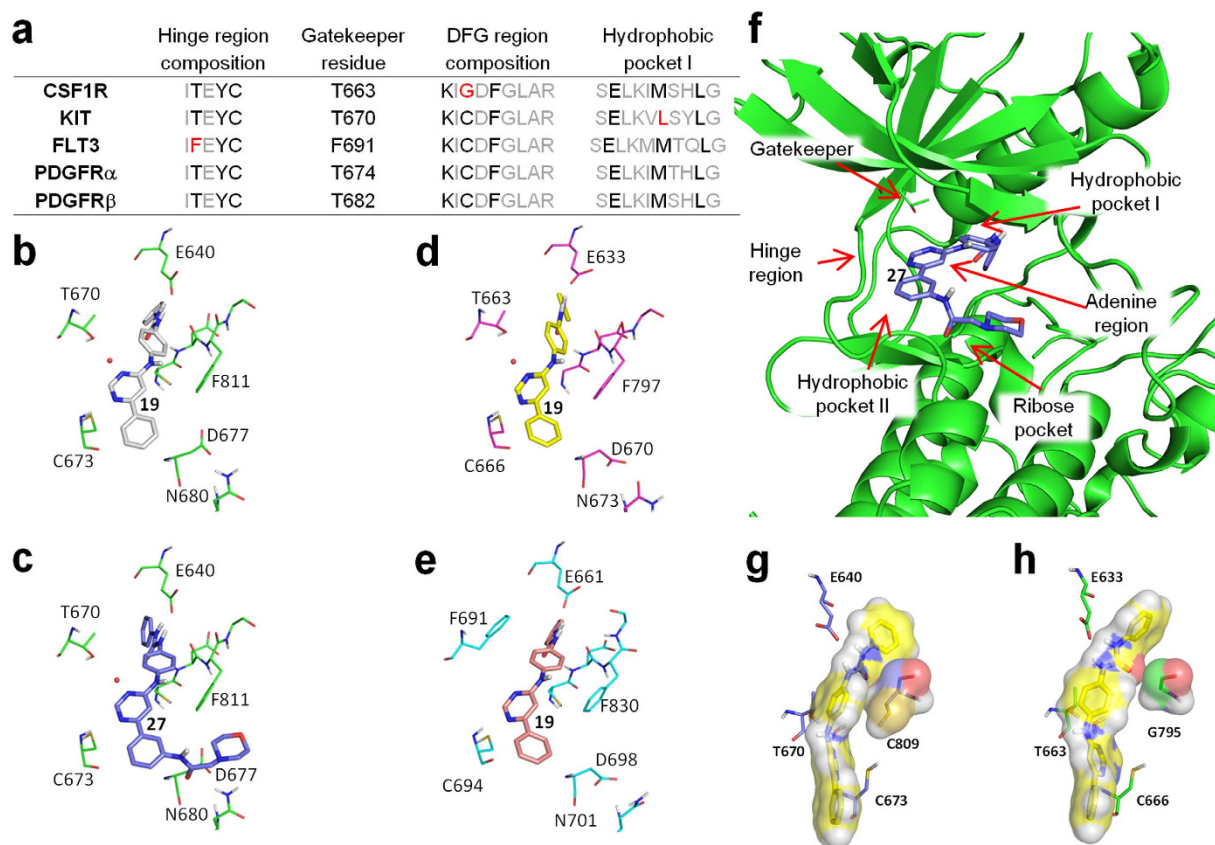 a
Hinge region composition Gatekeeper residue DFG region composition Hydrophobic pocket I
CSF1R ITEYC T663 KIGDFGLAR SELKIMSHLG
KIT ITEYC T670 KICDFGLAR SELKVLSYLG
FLT3 IFEYC F691 KICDFGLAR SELKMMTQLG
PDGFRα ITEYC T674 KICDFGLAR SELKIMTHLG
PDGFRβ ITEYC T682 KICDFGLAR SELKIMSHLG
b
E640
T670
F811
19
D677
C673
N680
c
E640
T670
F811
27
C673
D677
N680
d
E633
T663
F797
19
D670
C666
N673
e
E661
F691
F830
19
C694
D698
N701
f
Gatekeeper
Hydrophobic
pocket I
Hinge
region
27
Adenine
region
Hydrophobic
pocket II
Ribose
pocket
g
E640
T670
C809
C673
h
E633
T663
G795
C666